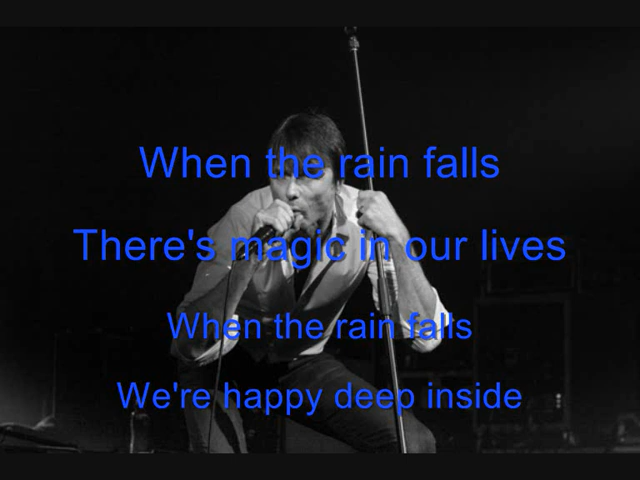 When the rain falls
There's magic in our lives
When the rain falls
We're happy deep inside